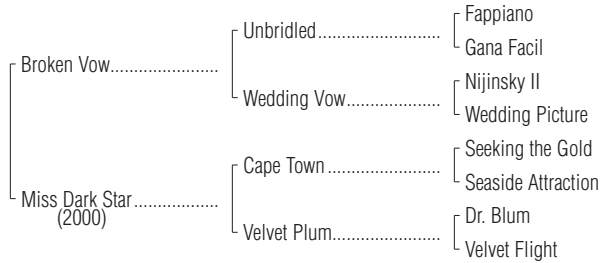 Fappiano
Unbridled
Gana Facil
Broken Vow
Nijinsky II
Wedding Vow
Wedding Picture
Seeking the Gold
Cape Town
Seaside Attraction
Miss Dark Star
(2000)
Dr. Blum
Velvet Plum
Velvet Flight